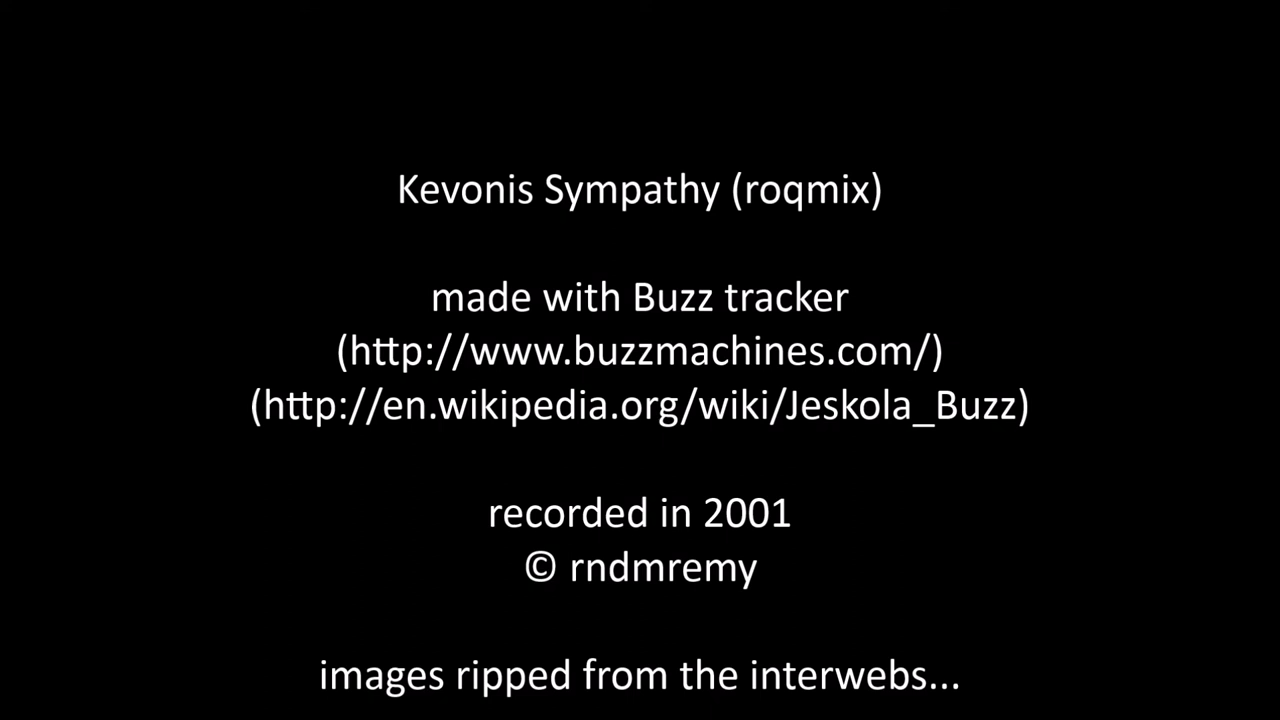 Kevonis Sympathy (roqmix)
made with Buzz tracker
(http://www.buzzmachines.com/)
(http://en.wikipedia.org/wiki/Jeskola_Buzz)
recorded in 2001
© rndmremy
images ripped from the interwebs...